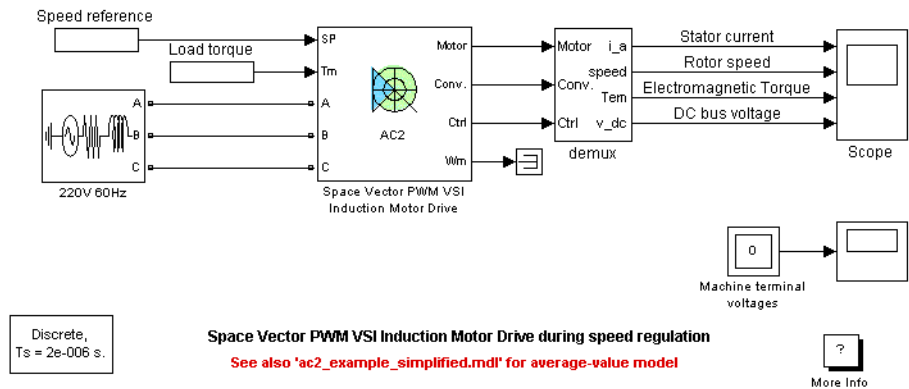 Speed reference
Load torque
SP
Tm
A
B
C
Motor
Conv.
Ctrl
Wm
AC2
A
B
C
220V 60Hz
Space Vector PWM VSI
Induction Motor Drive
Motor
Conv.
Ctrl
i_a
speed
Tem
v_dc
demux
Stator current
Rotor speed
Electromagnetic Torque
DC bus voltage
Scope
0
Machine terminal
voltages
Discrete,
Ts = 2e-006 s.
Space Vector PWM VSI Induction Motor Drive during speed regulation
See also 'ac2_example_simplified.mdl' for average-value model
?
More Info